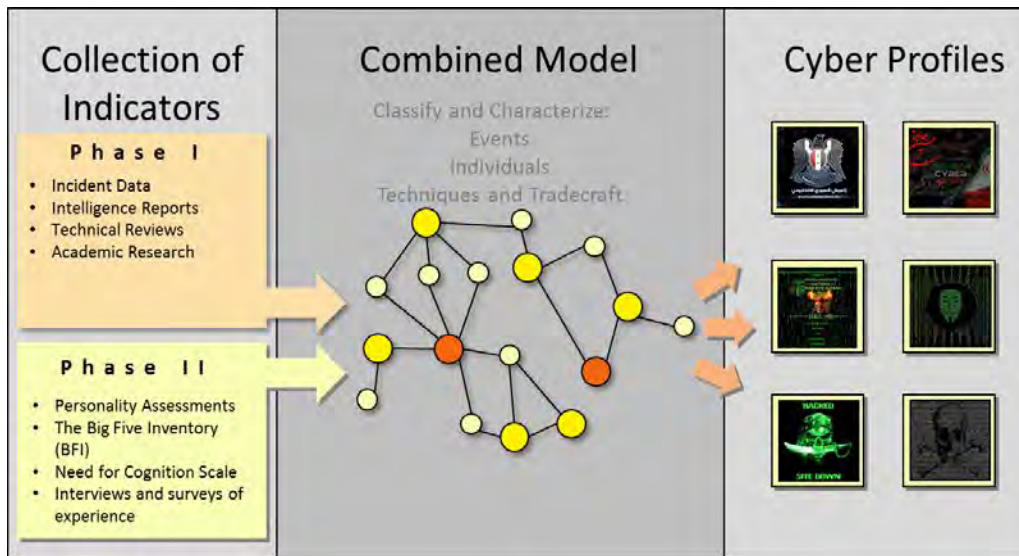 Collection of
Indicators
Phase I
• Incident Data
• Intelligence Reports
• Technical Reviews
• Academic Research
Phase II
• Personality Assessments
• The Big Five Inventory
(BFI)
• Need for Cognition Scale
• Interviews and surveys of
experience
Combined Model
Classify and Characterize:
Events
Individuals
Techniques and Tradecraft
Cyber Profiles
CYBER
HACKED
SITE DOWN